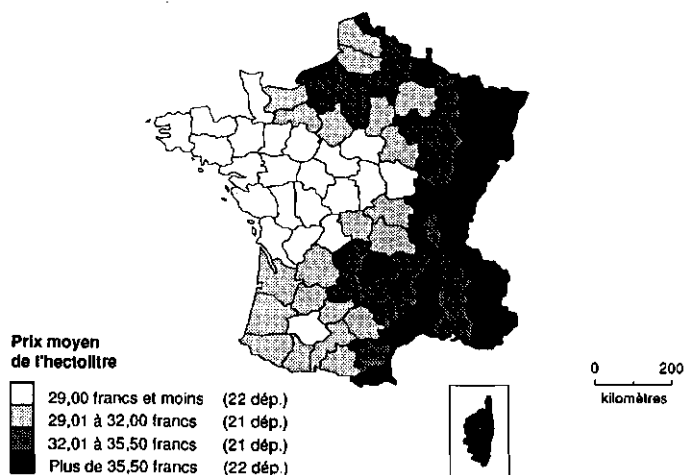 Prix moyen
de l'hectolitre
29,00 francs et moins (22 dép.)
29,01 à 32,00 francs (21 dép.)
32,01 à 35,50 francs (21 dép.)
Plus de 35,50 francs (22 dép.)
0 200
kilomètres